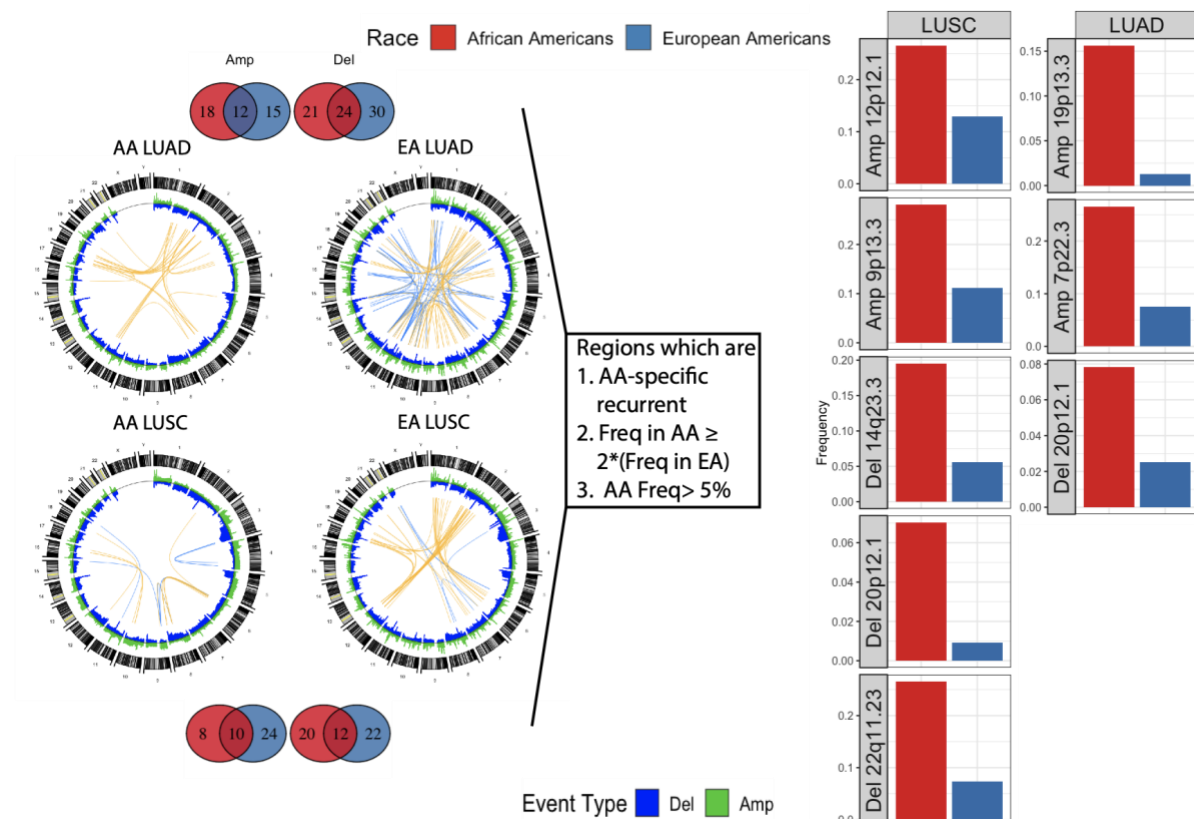 Race African Americans European Americans
Amp Del
18 12 15 21 24 30
AA LUAD EA LUAD
AA LUSC EA LUSC
8 10 24 20 12 22
Event Type Del Amp
Regions which are
1. AA-specific
recurrent
2. Freq in AA ≥
2*(Freq in EA)
3. AA Freq> 5%
Frequency
LUSC
Amp 12p12.1
0.2
0.1
0.0
Amp 9p13.3
0.2
0.1
0.0
Del 14q23.3
0.20
0.15
0.10
0.05
0.00
Del 20p12.1
0.06
0.04
0.02
0.00
Del 22q11.23
0.2
0.1
0.0
LUAD
Amp 19p13.3
0.15
0.10
0.05
0.00
Amp 7p22.3
0.2
0.1
0.0
Del 20p12.1
0.08
0.06
0.04
0.02
0.00